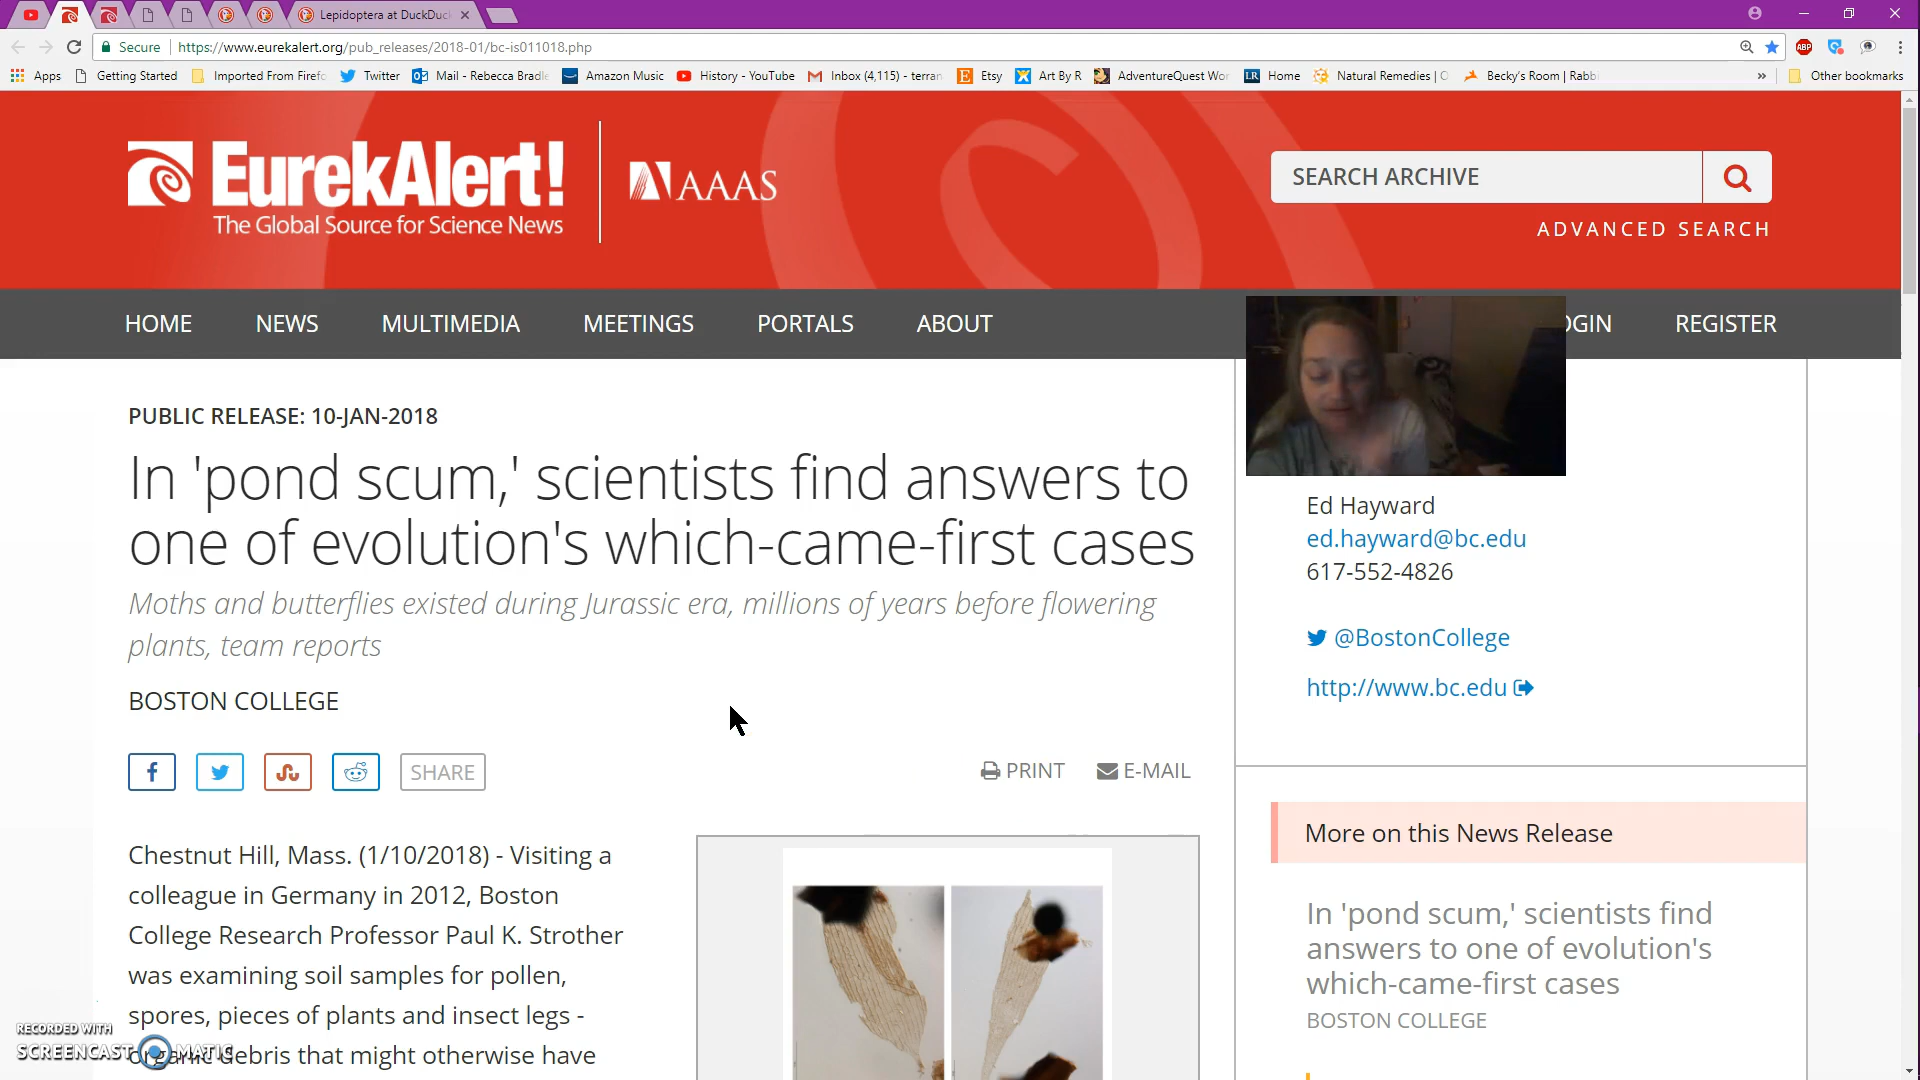 Lepidoptera at DuckDuc
Secure
https://www.eurekalert.org/pub_releases/2018-01/bc-is011018.php
ABP
Apps
Getting Started
Imported From Firefo
Twitter
Mail - Rebecca Bradle
Amazon Music
History - YouTube
Inbox (4,115) - terran
Etsy
Art By R
AdventureQuest Wor
LR Home
Natural Remedies | O
Becky's Room | Rabb
»
Other bookmarks
EurekAlert!
The Global Source for Science News
AAAS
SEARCH ARCHIVE
ADVANCED SEARCH
HOME
NEWS
MULTIMEDIA
MEETINGS
PORTALS
ABOUT
OGIN
REGISTER
PUBLIC RELEASE: 10-JAN-2018
In 'pond scum,' scientists find answers to
one of evolution's which-came-first cases
Moths and butterflies existed during Jurassic era, millions of years before flowering
plants, team reports
BOSTON COLLEGE
SHARE
PRINT
E-MAIL
Chestnut Hill, Mass. (1/10/2018) - Visiting a
colleague in Germany in 2012, Boston
College Research Professor Paul K. Strother
was examining soil samples for pollen,
spores, pieces of plants and insect legs -
organic debris that might otherwise have
Ed Hayward
ed.hayward@bc.edu
617-552-4826
@BostonCollege
http://www.bc.edu
More on this News Release
In 'pond scum,' scientists find
answers to one of evolution's
which-came-first cases
BOSTON COLLEGE
RECORDED WITH
SCREENCAST MATIC